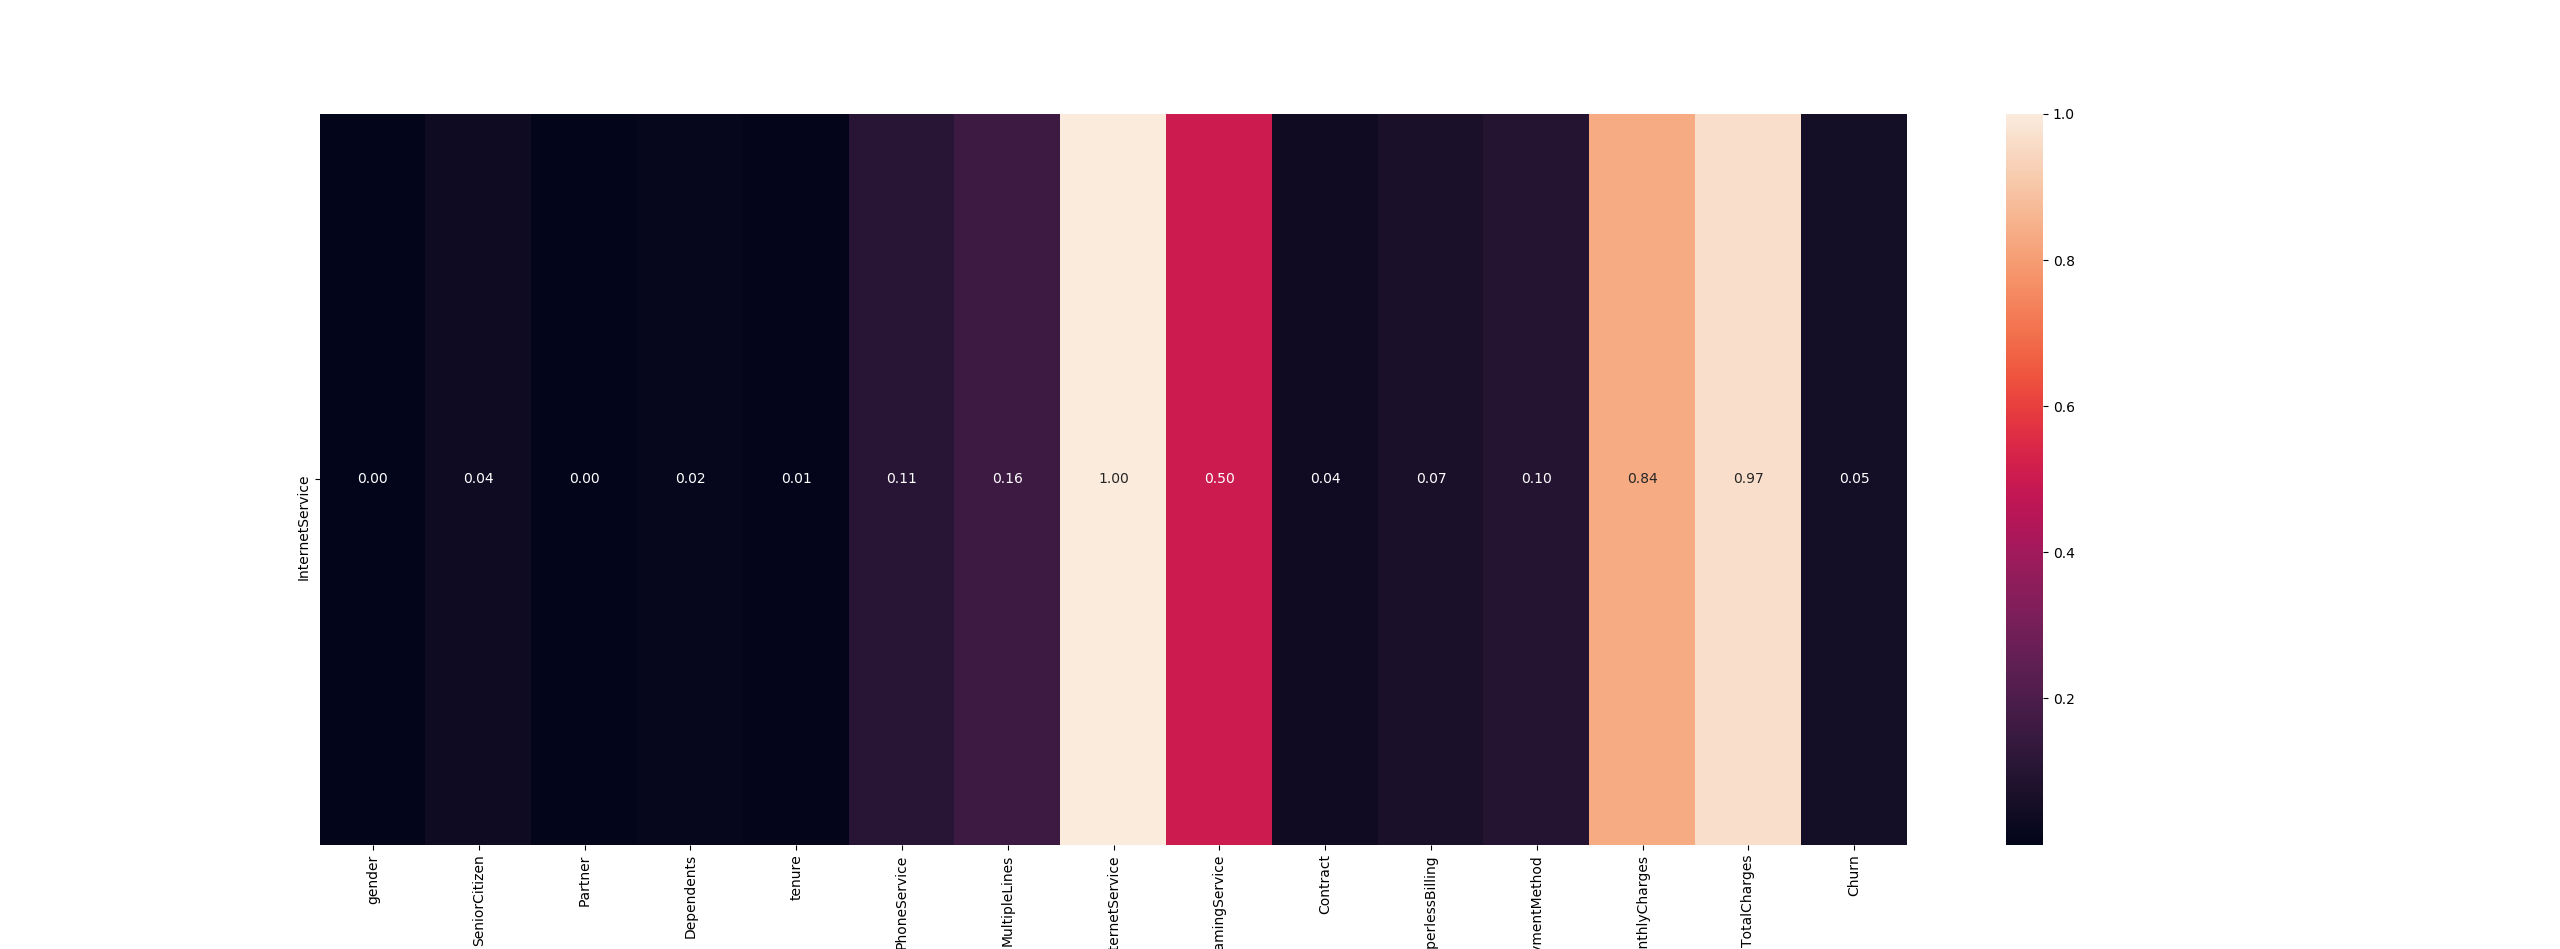 1.0
0.8
0.6
0.4
0.2
InternetService
0.00 0.04 0.00 0.02 0.01 0.11 0.16 1.00 0.50 0.04 0.07 0.10 0.84 0.97 0.05
gender
SeniorCitizen
Partner
Dependents
tenure
PhoneService
MultipleLines
ternetService
amingService
Contract
perlessBilling
ymentMethod
nthlyCharges
TotalCharges
Churn